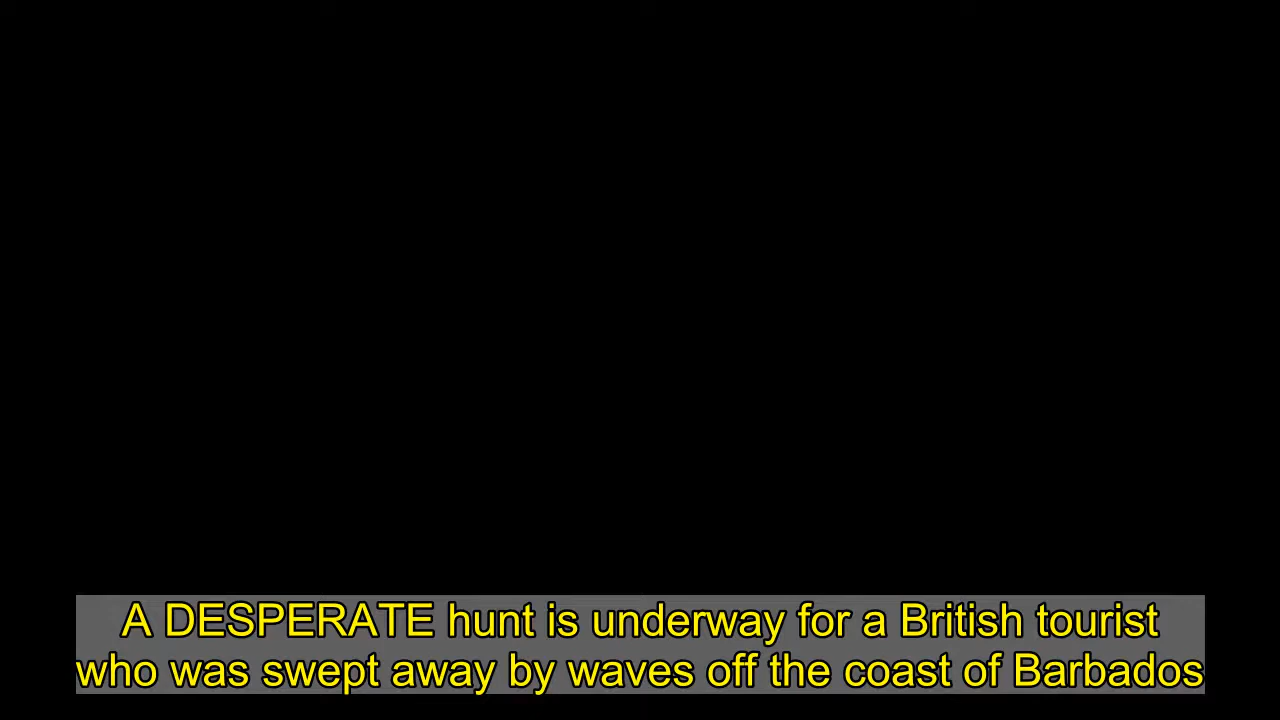 A DESPERATE hunt is underway for a British tourist
who was swept away by waves off the coast of Barbados